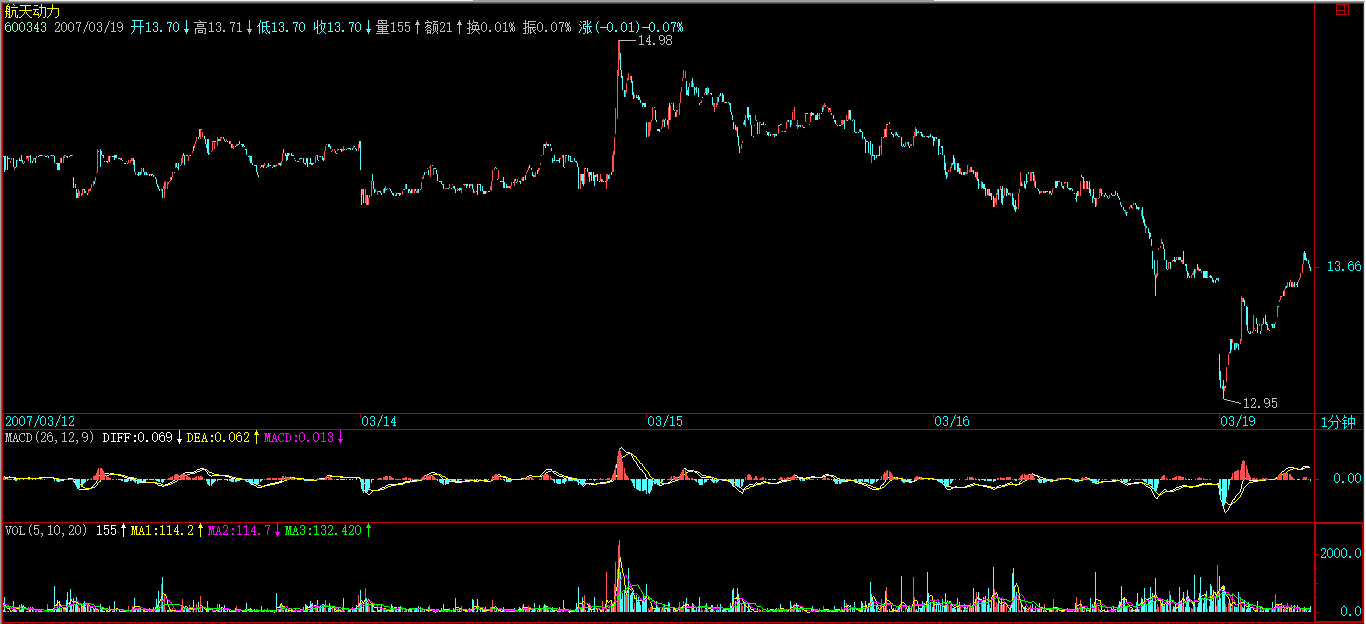 航天动力
600343 2007/03/19 开13.70↓高13.71↓低13.70 收13.70↓量155↑额21↑换0.01% 振0.07% 涨(-0.01)-0.07%
14.98
13.66
12.95
2007/03/12 03/14 03/15 03/16 03/19 1分钟
MACD(26,12,9) DIFF:0.069↓DEA:0.062↑MACD:0.013↓
0.00
VOL(5,10,20) 155↑MA1:114.2↑MA2:114.7↓MA3:132.420↑
2000.0
0.0